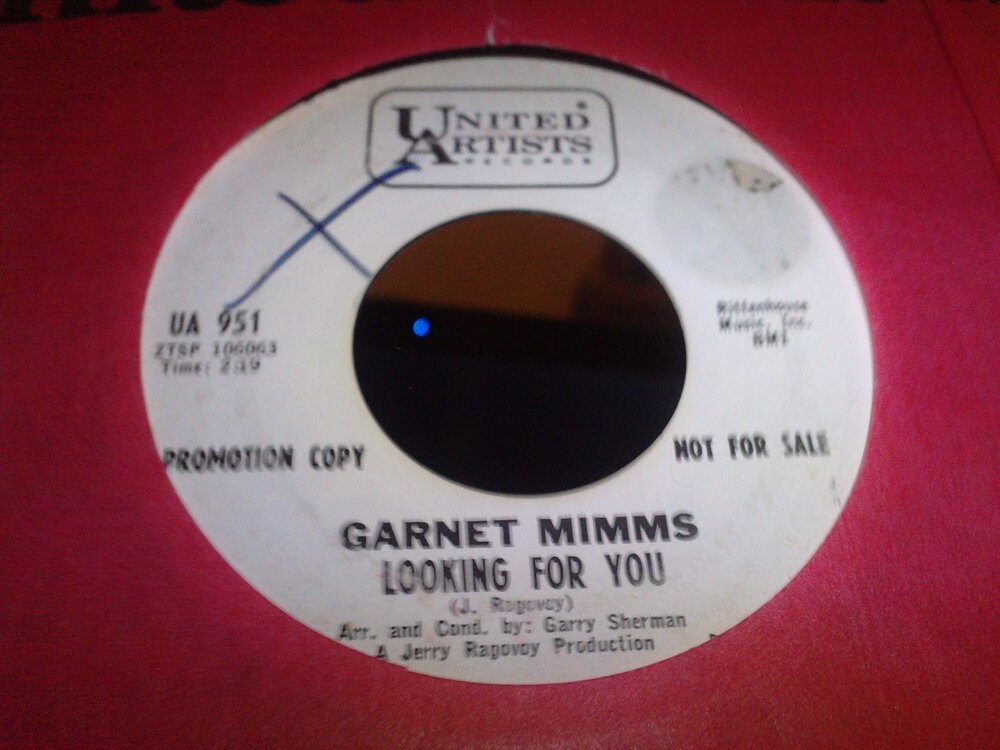 UNITED
ARTISTS
RECORDS
UA 951
ZTSP 106063
Time: 2:19
Rittenhouse
Music, Inc.
BMI
PROMOTION COPY
NOT FOR SALE
GARNET MIMMS
LOOKING FOR YOU
(J. Ragovoy)
Arr. and Cond. by: Garry Sherman
A Jerry Ragovoy Production